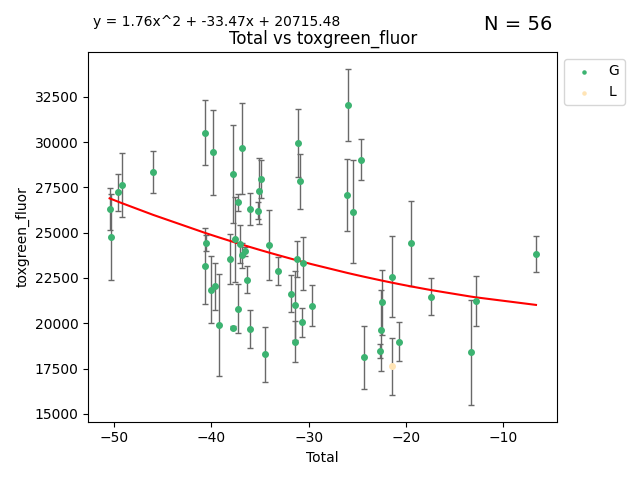 y = 1.76x^2 + -33.47x + 20715.48
N = 56
Total vs toxgreen_fluor
G
L
32500
30000
27500
25000
22500
20000
17500
15000
toxgreen_fluor
−50
−40
−30
−20
−10
Total